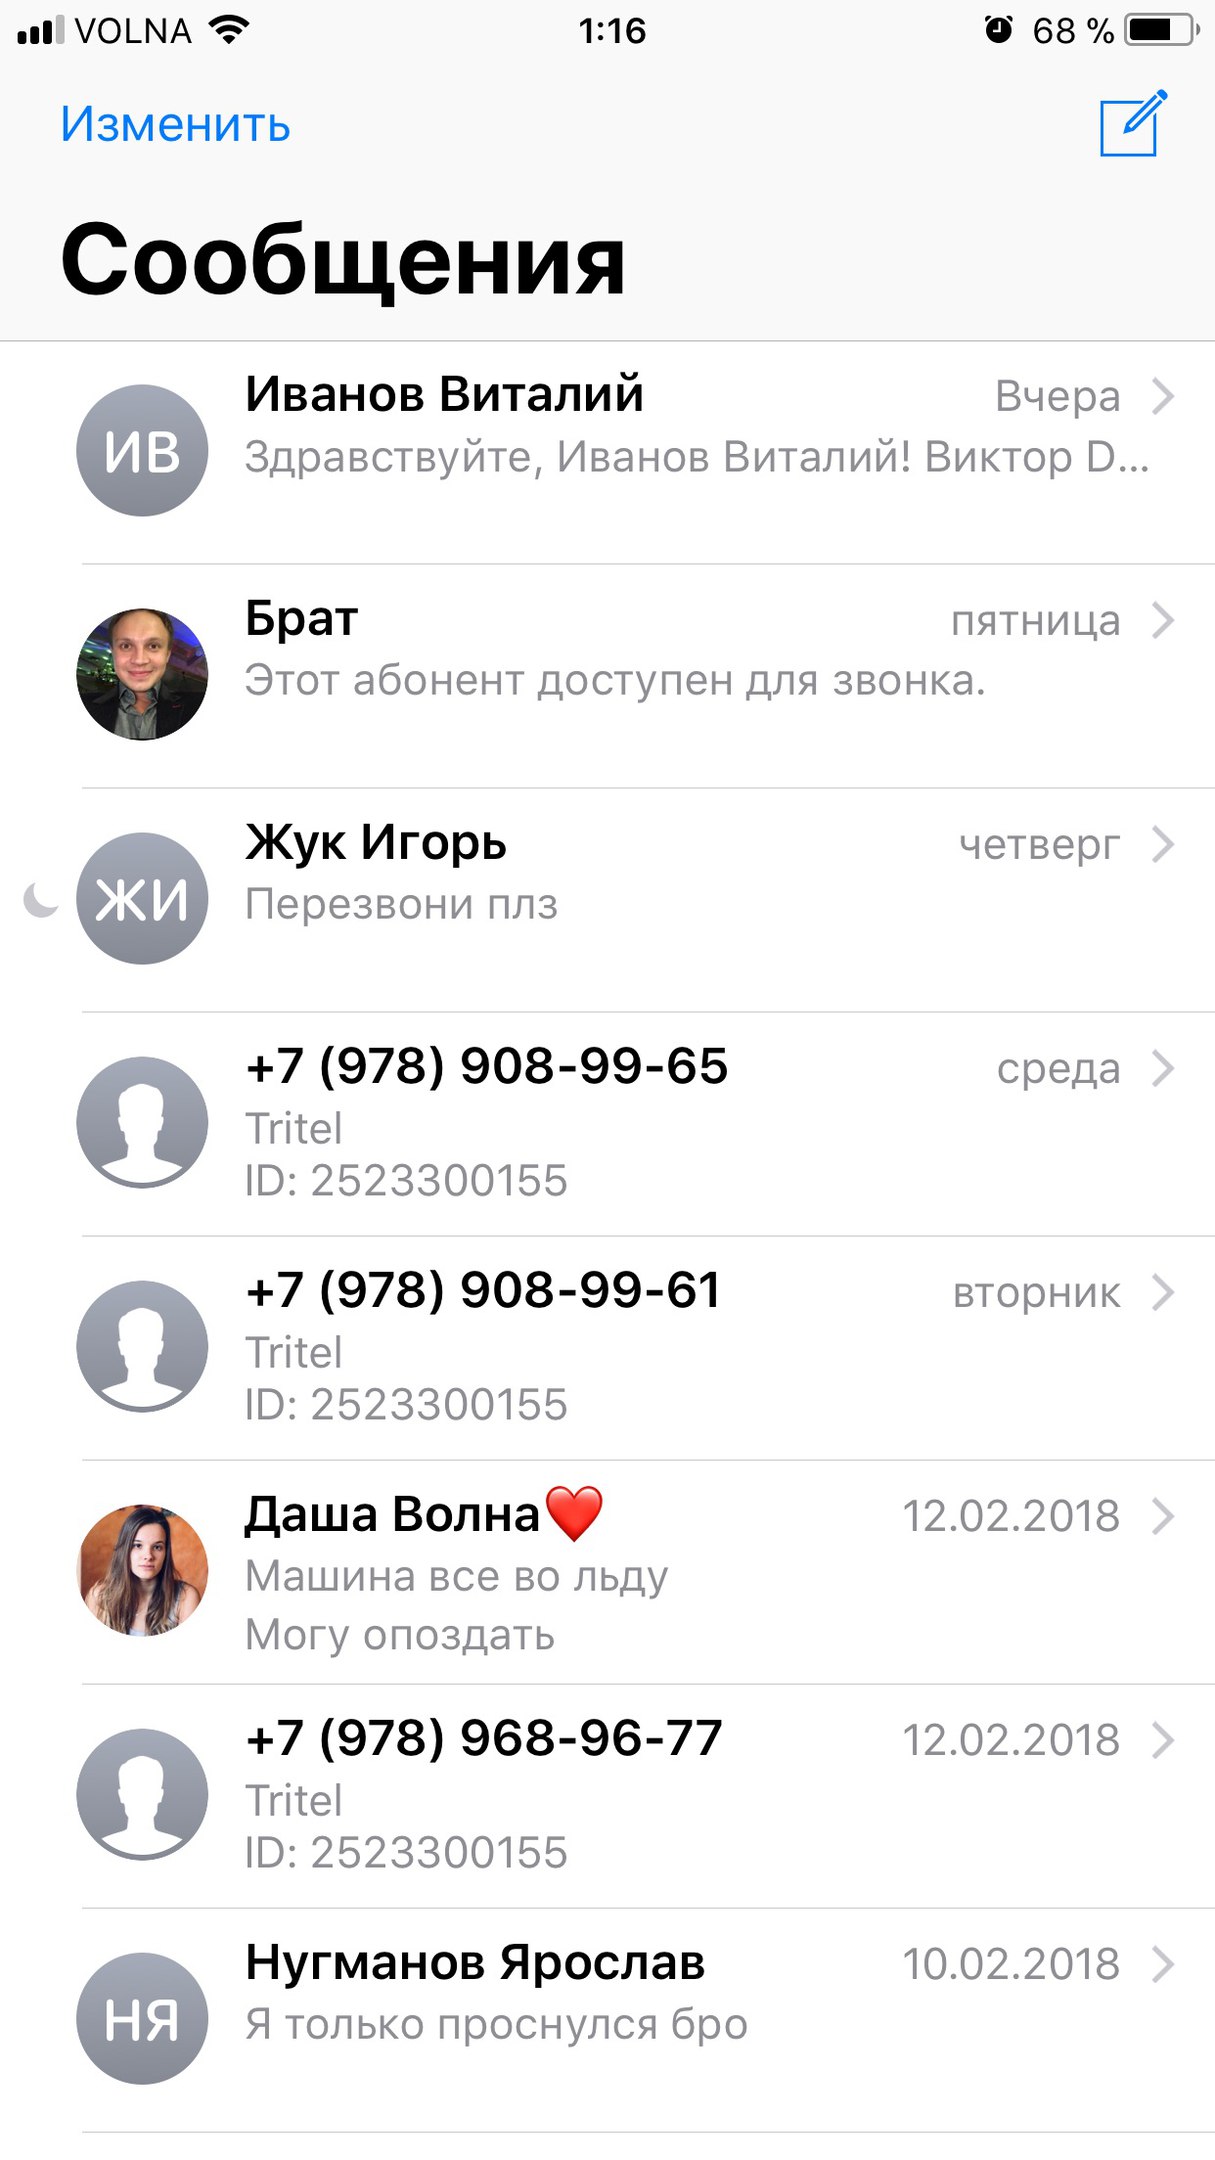 VOLNA 1:16 68 %
Изменить
Сообщения
ИВ
Иванов Виталий Вчера
Здравствуйте, Иванов Виталий! Виктор D...
Брат пятница
Этот абонент доступен для звонка.
ЖИ
Жук Игорь четверг
Перезвони плз
+7 (978) 908-99-65 среда
Tritel
ID: 2523300155
+7 (978) 908-99-61 вторник
Tritel
ID: 2523300155
Даша Волна❤️ 12.02.2018
Машина все во льду
Могу опоздать
+7 (978) 968-96-77 12.02.2018
Tritel
ID: 2523300155
НЯ
Нугманов Ярослав 10.02.2018
Я только проснулся бро